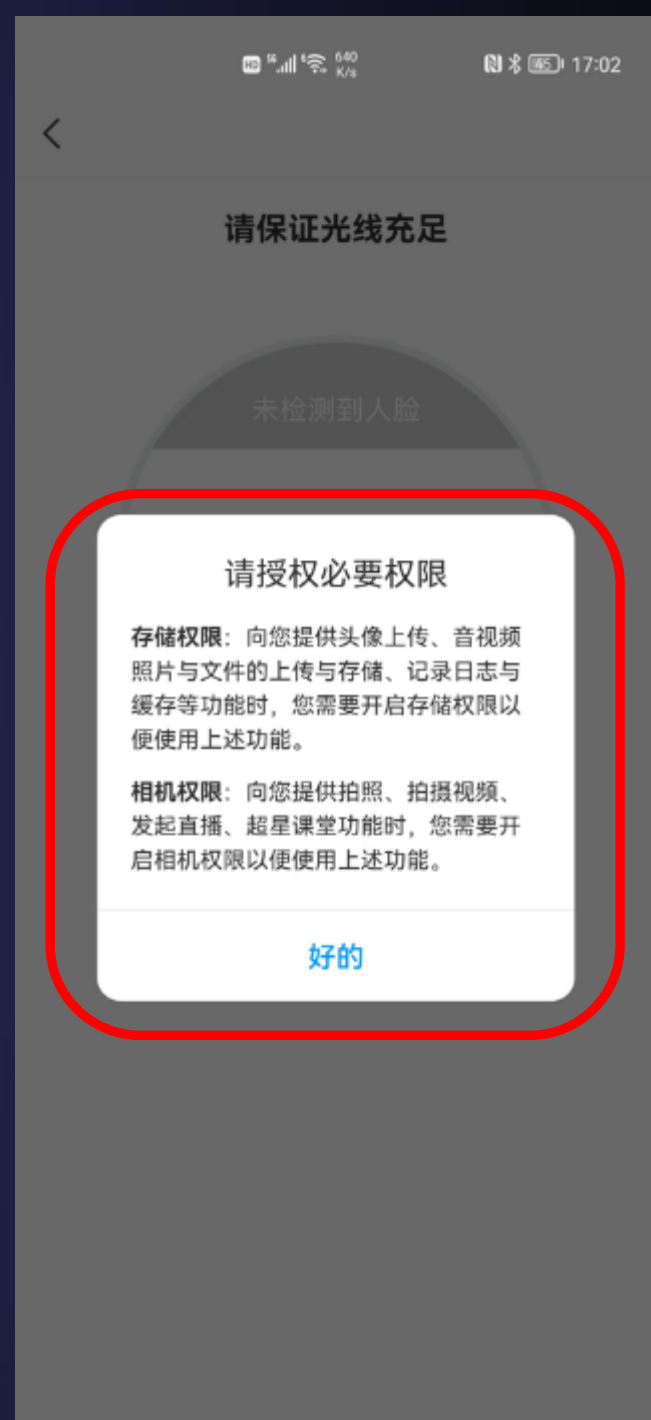 HD 5G 6 640 K/s 45 17:02
请保证光线充足
未检测到人脸
请授权必要权限
存储权限：向您提供头像上传、音视频
照片与文件的上传与存储、记录日志与
缓存等功能时，您需要开启存储权限以
便使用上述功能。
相机权限：向您提供拍照、拍摄视频、
发起直播、超星课堂功能时，您需要开
启相机权限以便使用上述功能。
好的